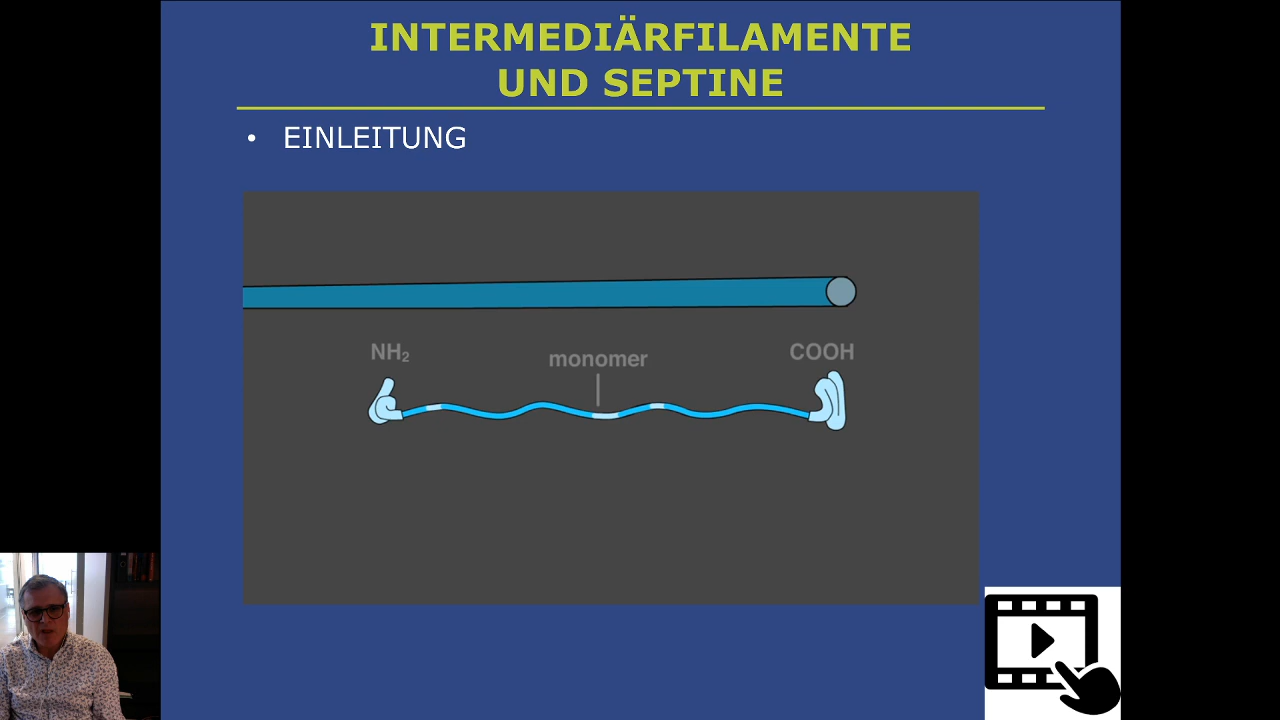 INTERMEDIÄRFILAMENTE
UND SEPTINE
• EINLEITUNG
NH₂
monomer
COOH